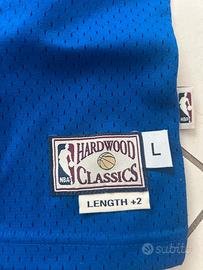 HARDWOOD
NBA
CLASSICS
L
LENGTH +2
subito